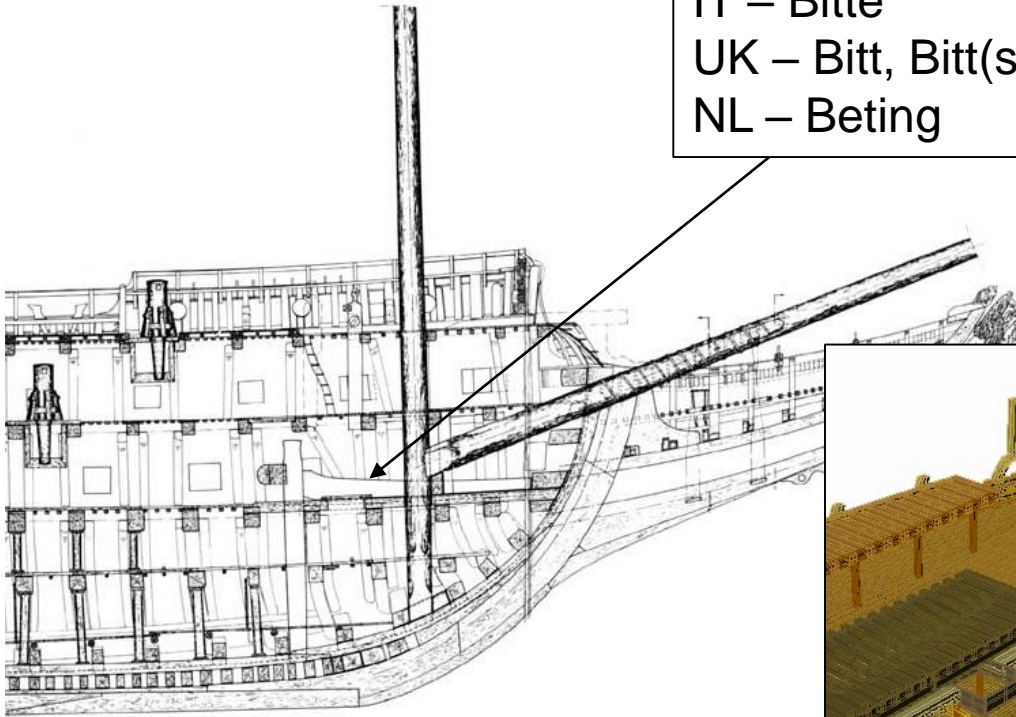 IT – Bitte
UK – Bitt, Bitt(s
NL – Beting